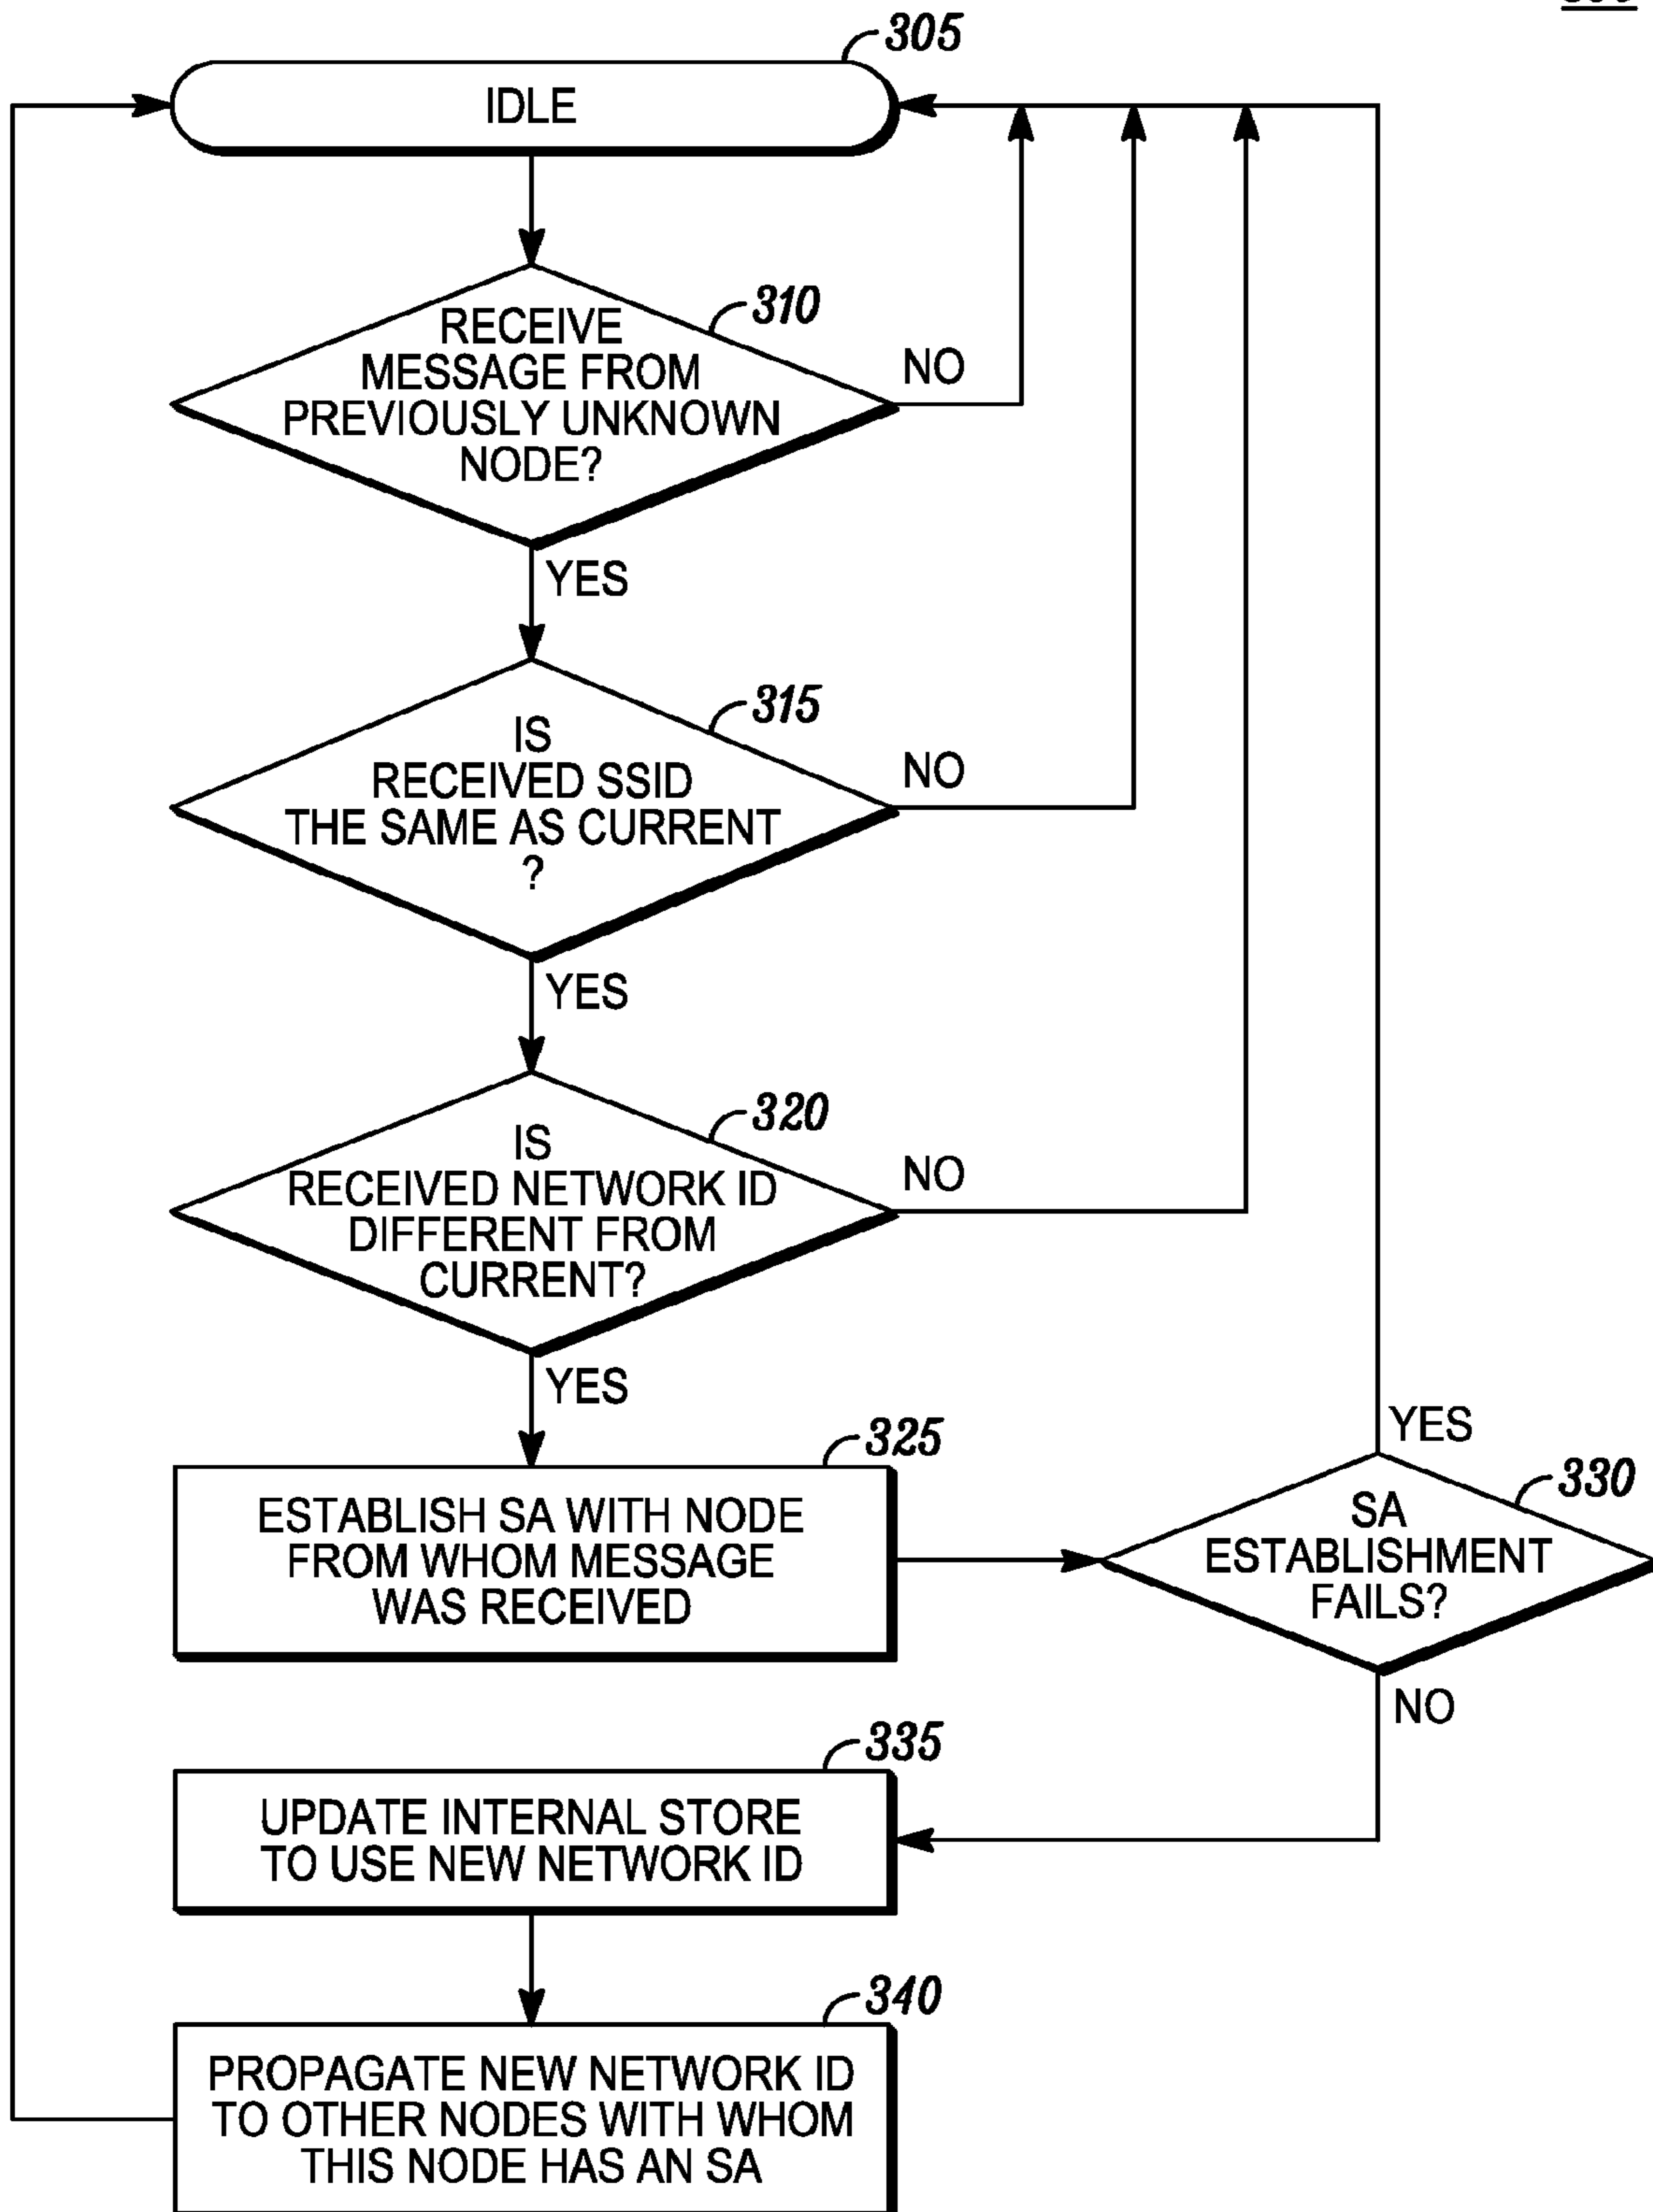 305
IDLE
310
RECEIVE
MESSAGE FROM
PREVIOUSLY UNKNOWN
NODE?
NO
YES
315
IS
RECEIVED SSID
THE SAME AS CURRENT
?
NO
YES
320
IS
RECEIVED NETWORK ID
DIFFERENT FROM
CURRENT?
NO
YES
325
ESTABLISH SA WITH NODE
FROM WHOM MESSAGE
WAS RECEIVED
YES
330
SA
ESTABLISHMENT
FAILS?
NO
335
UPDATE INTERNAL STORE
TO USE NEW NETWORK ID
340
PROPAGATE NEW NETWORK ID
TO OTHER NODES WITH WHOM
THIS NODE HAS AN SA